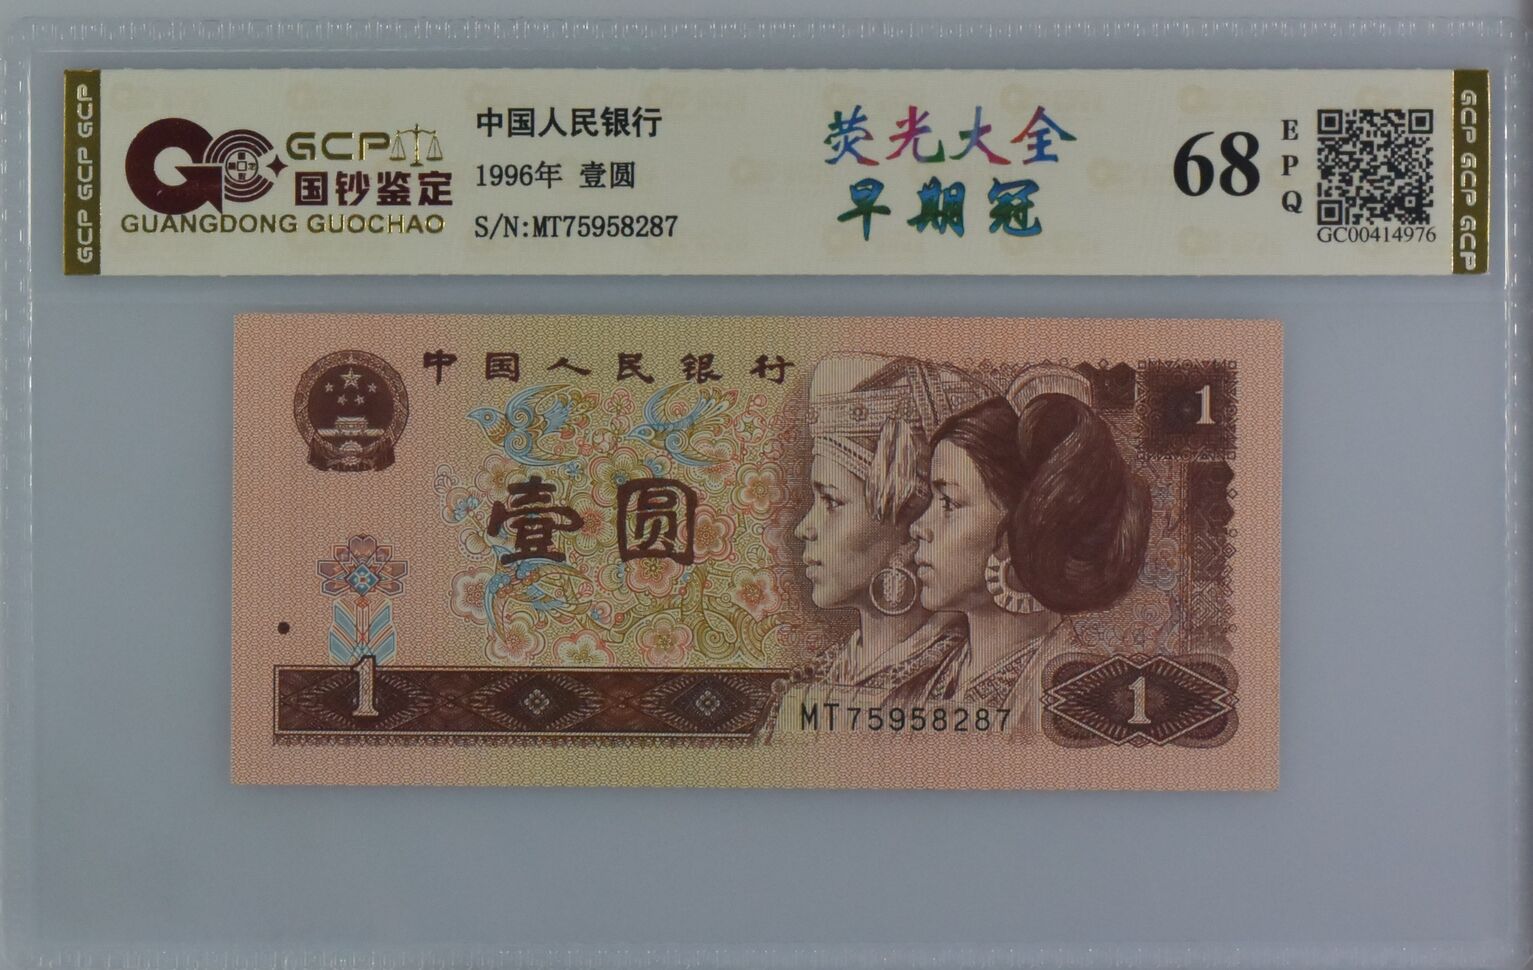 GCP GCP GCP
GCP
国钞鉴定
GUANGDONG GUOCHAO
中国人民银行
1996年 壹圆
S/N:MT75958287
荧光大全
早期冠
68
EPQ
GC00414976
GCP GCP GCP
中国人民银行
1
壹圆
1
MT75958287
1